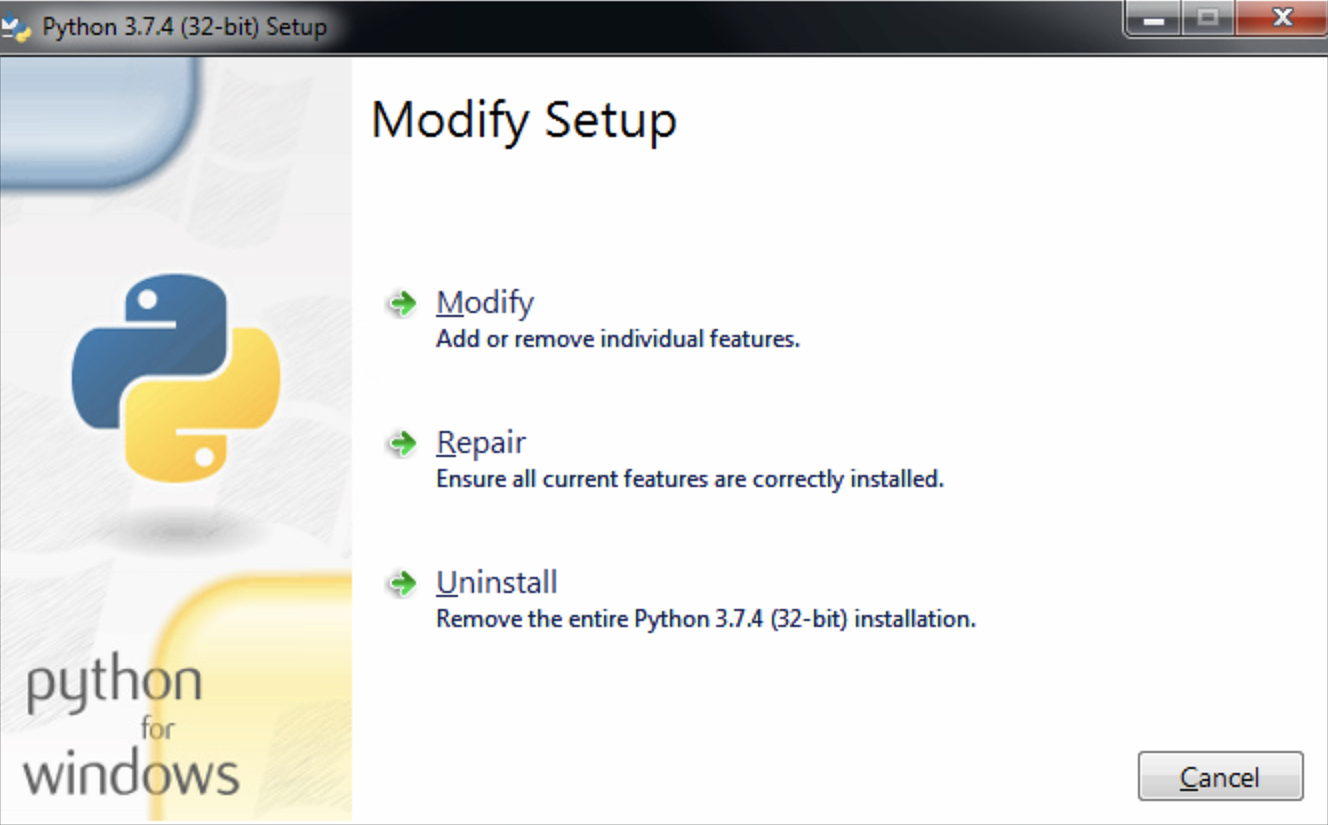 Python 3.7.4 (32-bit) Setup
Modify Setup
Modify
Add or remove individual features.
Repair
Ensure all current features are correctly installed.
Uninstall
Remove the entire Python 3.7.4 (32-bit) installation.
python
for
windows
Cancel